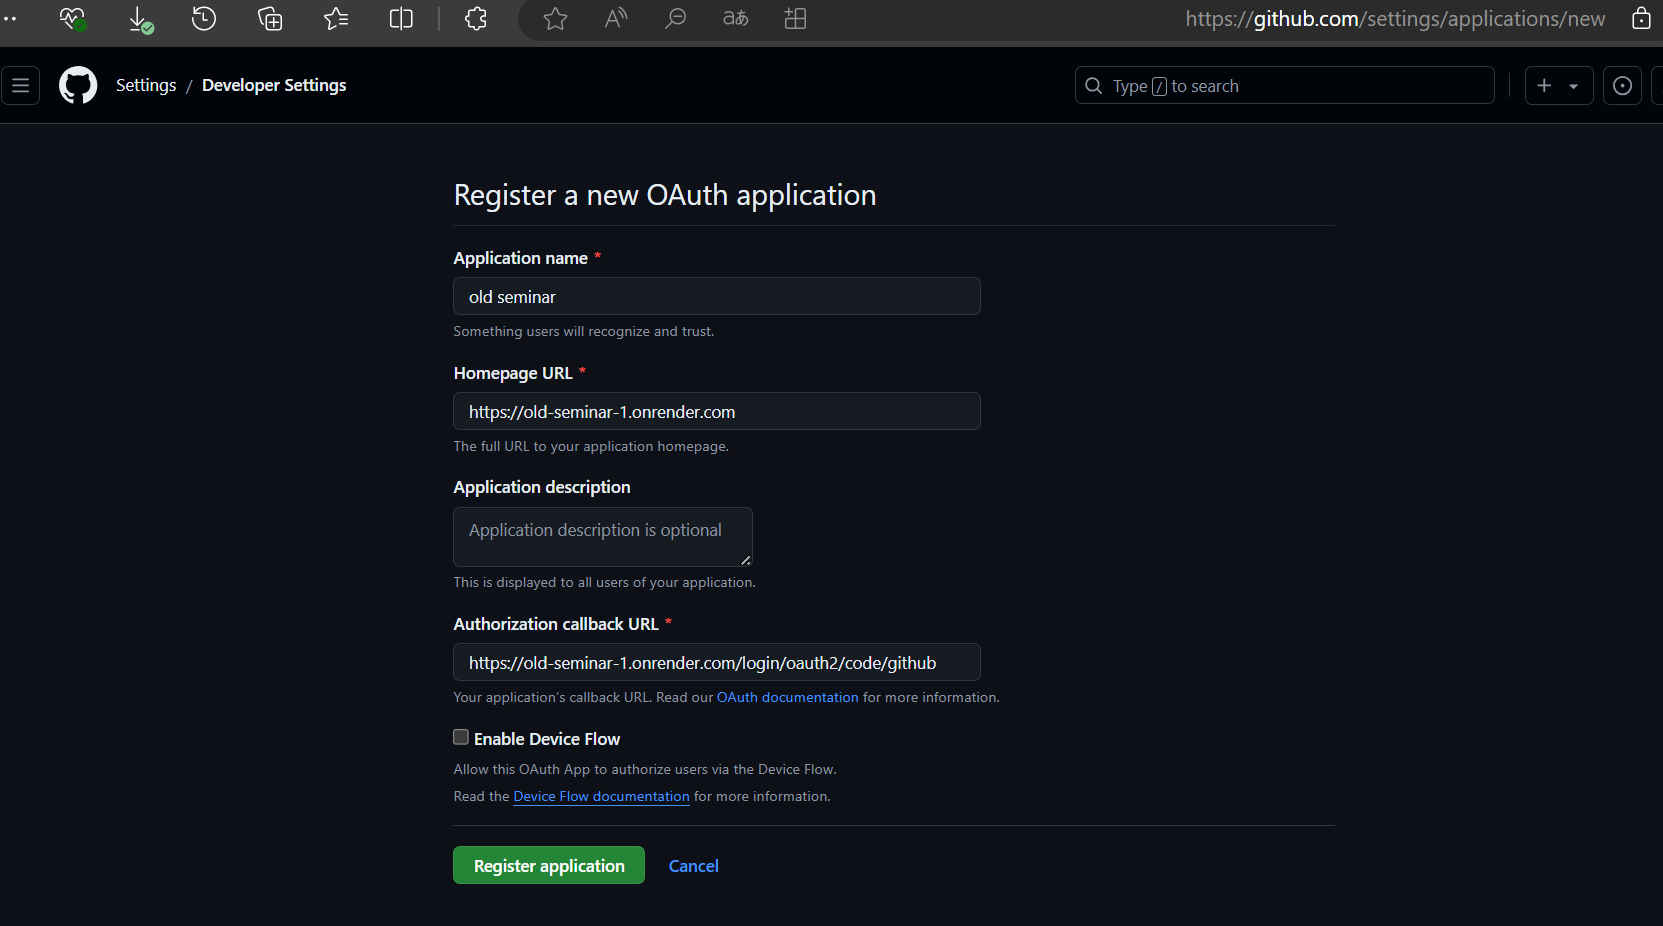 https://github.com/settings/applications/new
Settings / Developer Settings
Type / to search
Register a new OAuth application
Application name *
old seminar
Something users will recognize and trust.
Homepage URL *
https://old-seminar-1.onrender.com
The full URL to your application homepage.
Application description
Application description is optional
This is displayed to all users of your application.
Authorization callback URL *
https://old-seminar-1.onrender.com/login/oauth2/code/github
Your application's callback URL. Read our OAuth documentation for more information.
Enable Device Flow
Allow this OAuth App to authorize users via the Device Flow.
Read the Device Flow documentation for more information.
Register application Cancel